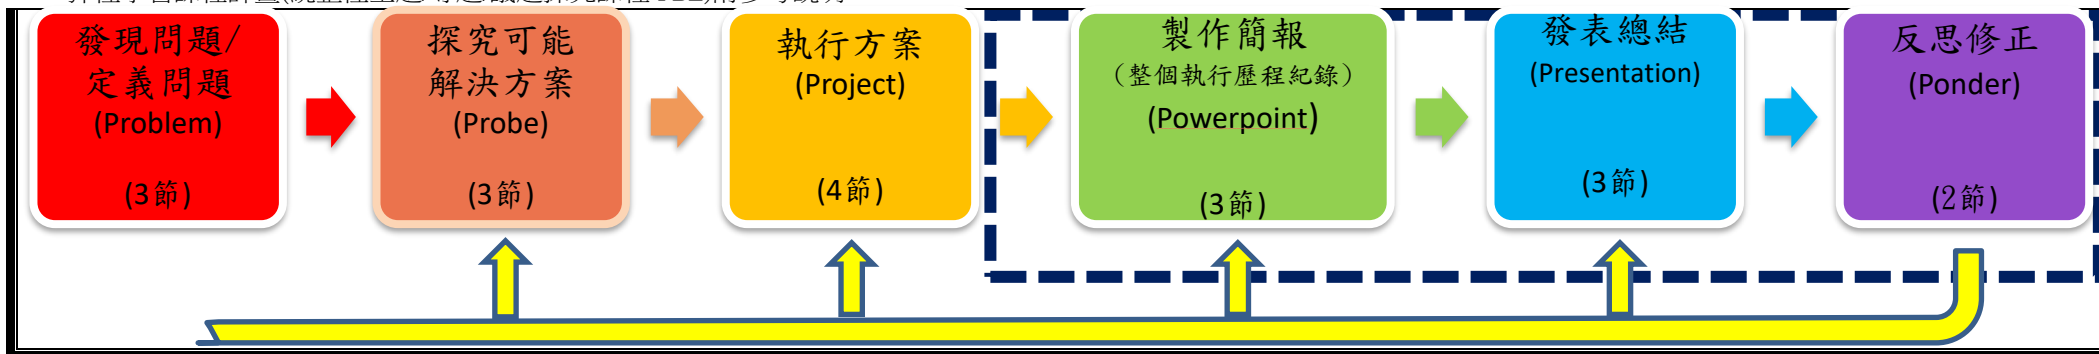 發現問題/
定義問題
(Problem)
(3節)
探究可能
解決方案
(Probe)
(3節)
執行方案
(Project)
(4節)
製作簡報
(整個執行歷程紀錄)
(Powerpoint)
(3節)
發表總結
(Presentation)
(3節)
反思修正
(Ponder)
(2節)